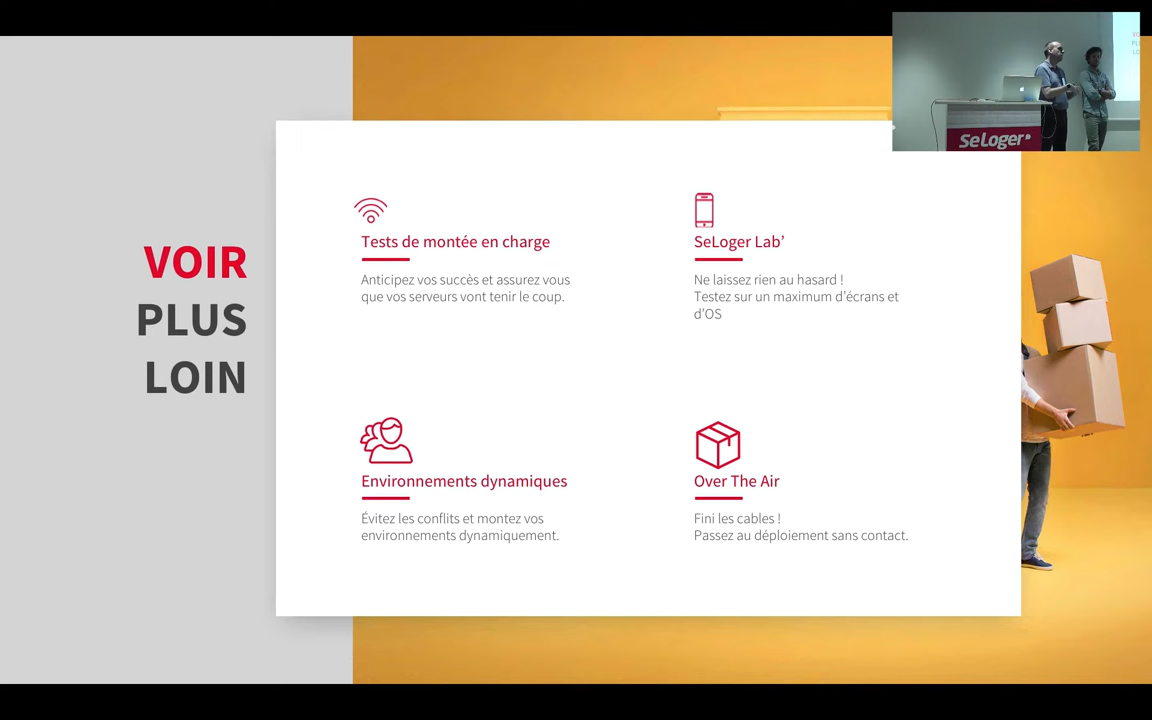 VOIR
PLUS
LOIN
Tests de montée en charge
Anticipez vos succès et assurez vous
que vos serveurs vont tenir le coup.
SeLoger Lab’
Ne laissez rien au hasard !
Testez sur un maximum d’écrans et
d’OS
Environnements dynamiques
Évitez les conflits et montez vos
environnements dynamiquement.
Over The Air
Fini les cables !
Passez au déploiement sans contact.
SeLoger